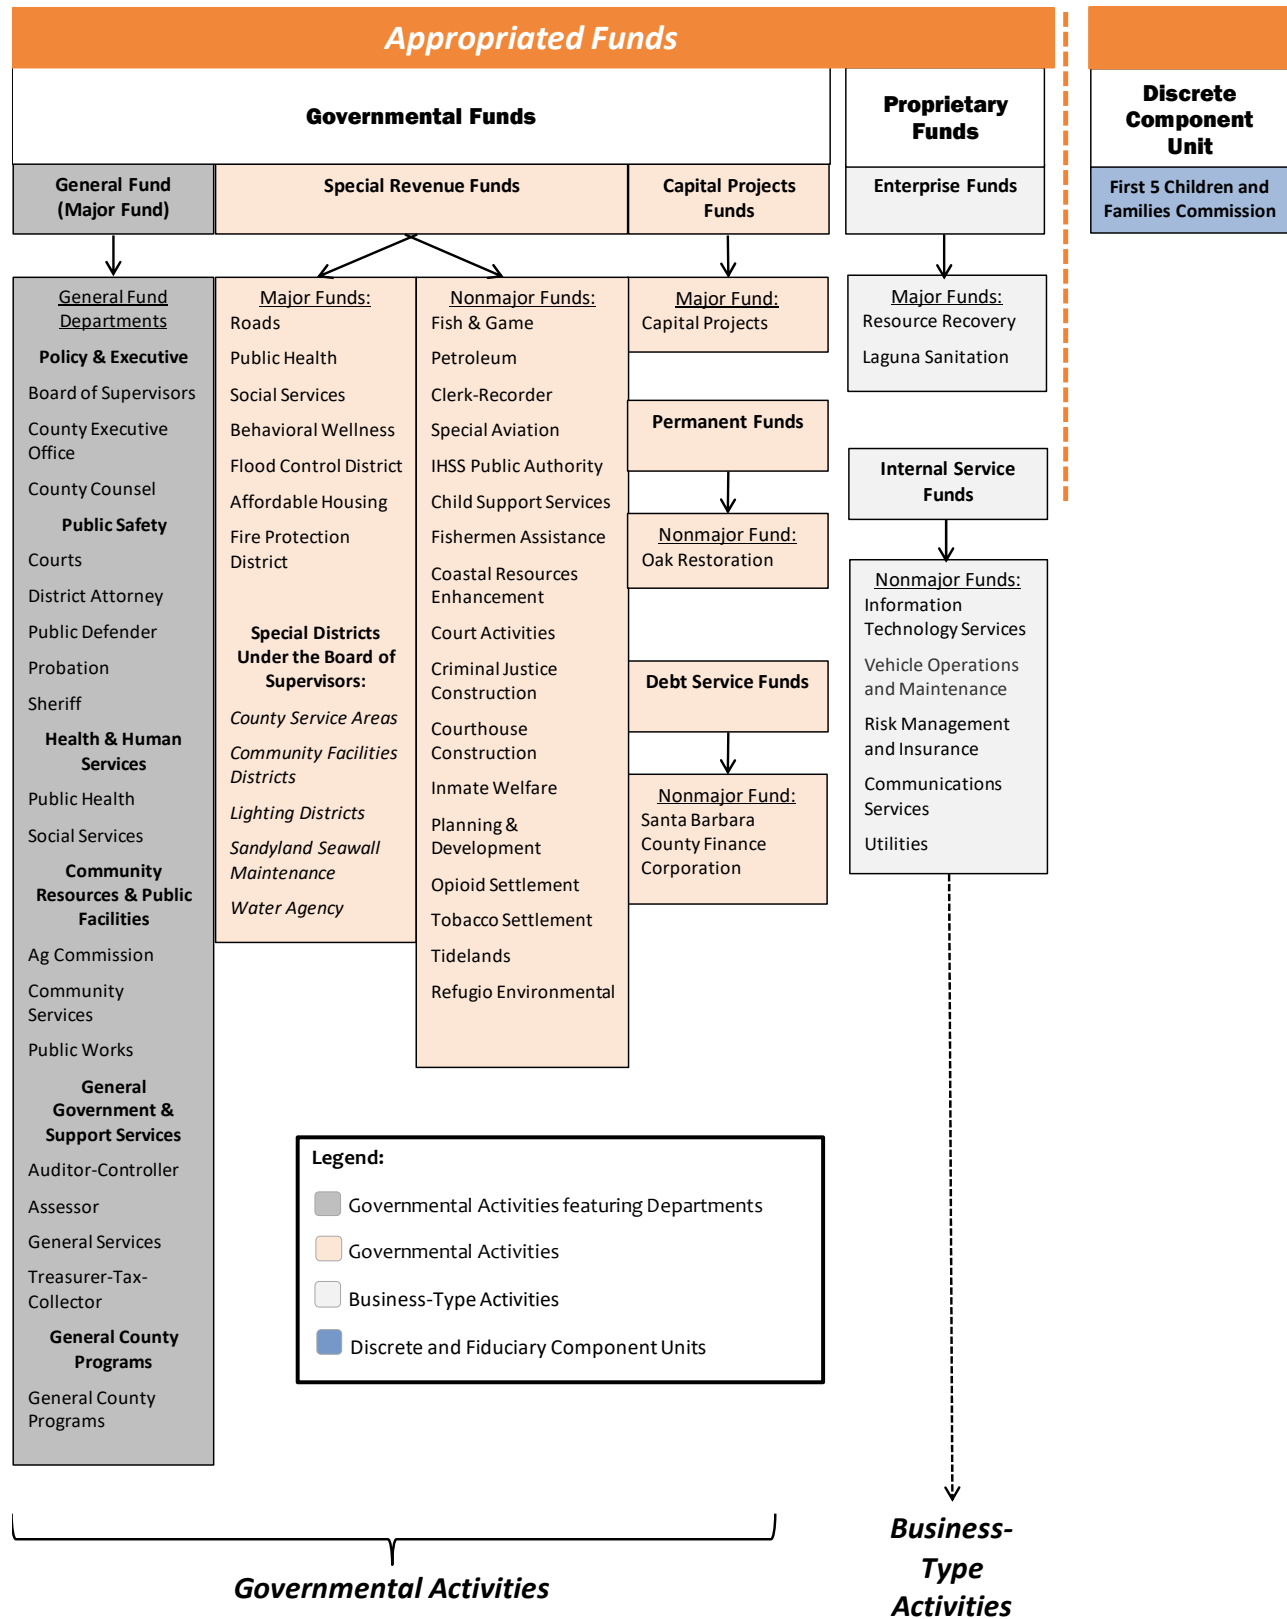 Appropriated Funds
Governmental Funds
Proprietary
Funds
Discrete
Component
Unit
General Fund
(Major Fund)
Special Revenue Funds
Capital Projects
Funds
Enterprise Funds
First 5 Children and
Families Commission
General Fund
Departments
Policy & Executive
Board of Supervisors
County Executive
Office
County Counsel
Public Safety
Courts
District Attorney
Public Defender
Probation
Sheriff
Health & Human
Services
Public Health
Social Services
Community
Resources & Public
Facilities
Ag Commission
Community
Services
Public Works
General
Government &
Support Services
Auditor-Controller
Assessor
General Services
Treasurer-Tax-
Collector
General County
Programs
General County
Programs
Major Funds:
Roads
Public Health
Social Services
Behavioral Wellness
Flood Control District
Affordable Housing
Fire Protection
District
Special Districts
Under the Board of
Supervisors:
County Service Areas
Community Facilities
Districts
Lighting Districts
Sandyland Seawall
Maintenance
Water Agency
Nonmajor Funds:
Fish & Game
Petroleum
Clerk-Recorder
Special Aviation
IHSS Public Authority
Child Support Services
Fishermen Assistance
Coastal Resources
Enhancement
Court Activities
Criminal Justice
Construction
Courthouse
Construction
Inmate Welfare
Planning &
Development
Opioid Settlement
Tobacco Settlement
Tidelands
Refugio Environmental
Major Fund:
Capital Projects
Permanent Funds
Nonmajor Fund:
Oak Restoration
Debt Service Funds
Nonmajor Fund:
Santa Barbara
County Finance
Corporation
Major Funds:
Resource Recovery
Laguna Sanitation
Internal Service
Funds
Nonmajor Funds:
Information
Technology Services
Vehicle Operations
and Maintenance
Risk Management
and Insurance
Communications
Services
Utilities
Legend:
Governmental Activities featuring Departments
Governmental Activities
Business-Type Activities
Discrete and Fiduciary Component Units
Governmental Activities
Business-
Type
Activities